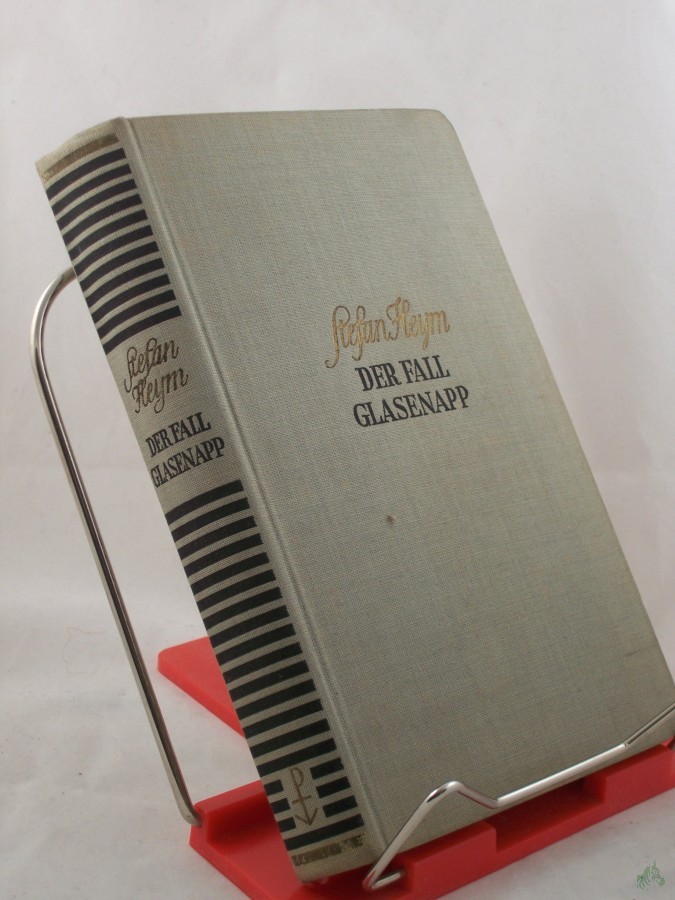 Stefan
Heym
DER FALL
GLASENAPP
Stefan Heym
DER FALL
GLASENAPP